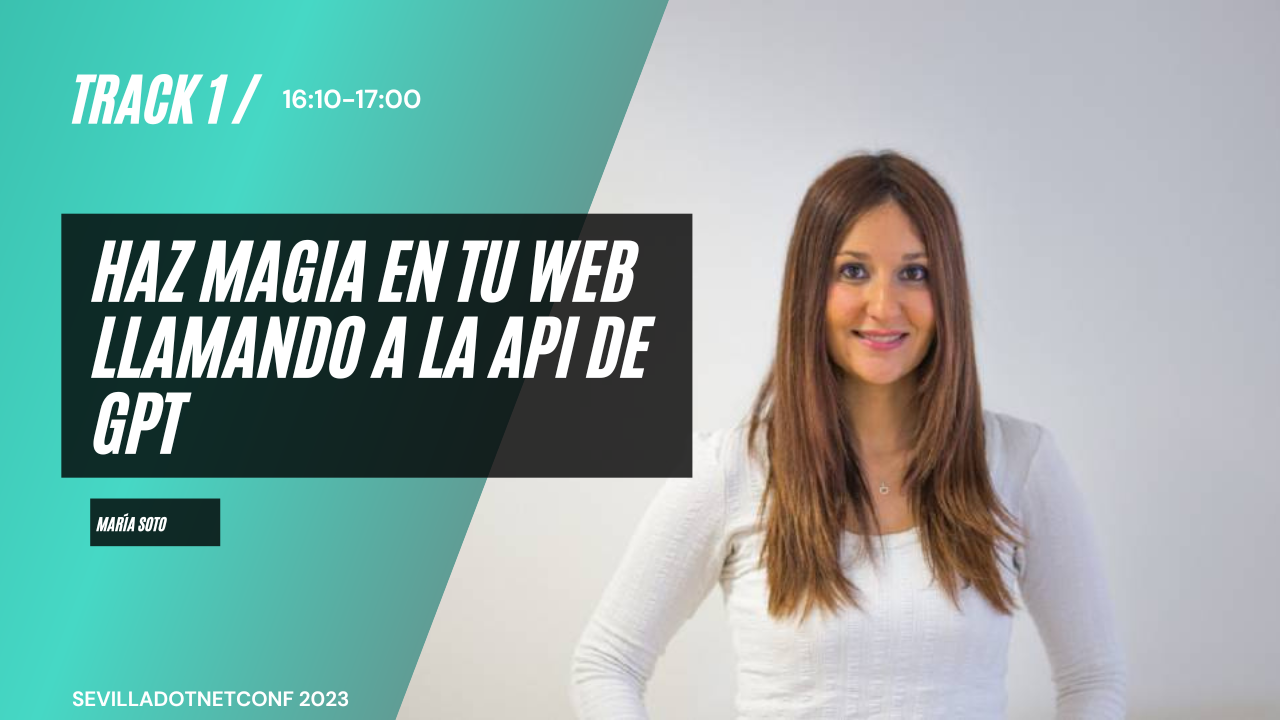 TRACK 1 / 16:10-17:00
HAZ MAGIA EN TU WEB
LLAMANDO A LA API DE
GPT
MARÍA SOTO
SEVILLADOTNETCONF 2023